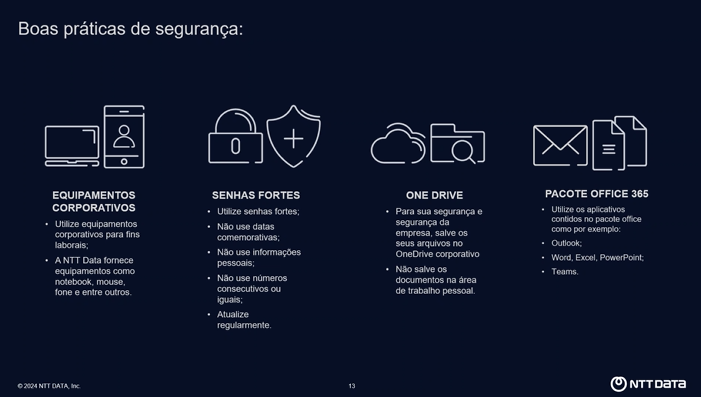 Boas práticas de segurança:
EQUIPAMENTOS
CORPORATIVOS
• Utilize equipamentos
corporativos para fins
laborais;
• A NTT Data fornece
equipamentos como
notebook, mouse,
fone e entre outros.
SENHAS FORTES
• Utilize senhas fortes;
• Não use datas
comemorativas;
• Não use informações
pessoais;
• Não use números
consecutivos ou
iguais;
• Atualize
regularmente.
ONE DRIVE
• Para sua segurança e
segurança da
empresa, salve os
seus arquivos no
OneDrive corporativo
• Não salve os
documentos na área
de trabalho pessoal.
PACOTE OFFICE 365
• Utilize os aplicativos
contidos no pacote office
como por exemplo:
• Outlook;
• Word, Excel, PowerPoint;
• Teams.
© 2024 NTT DATA, Inc.
13
NTT DATA